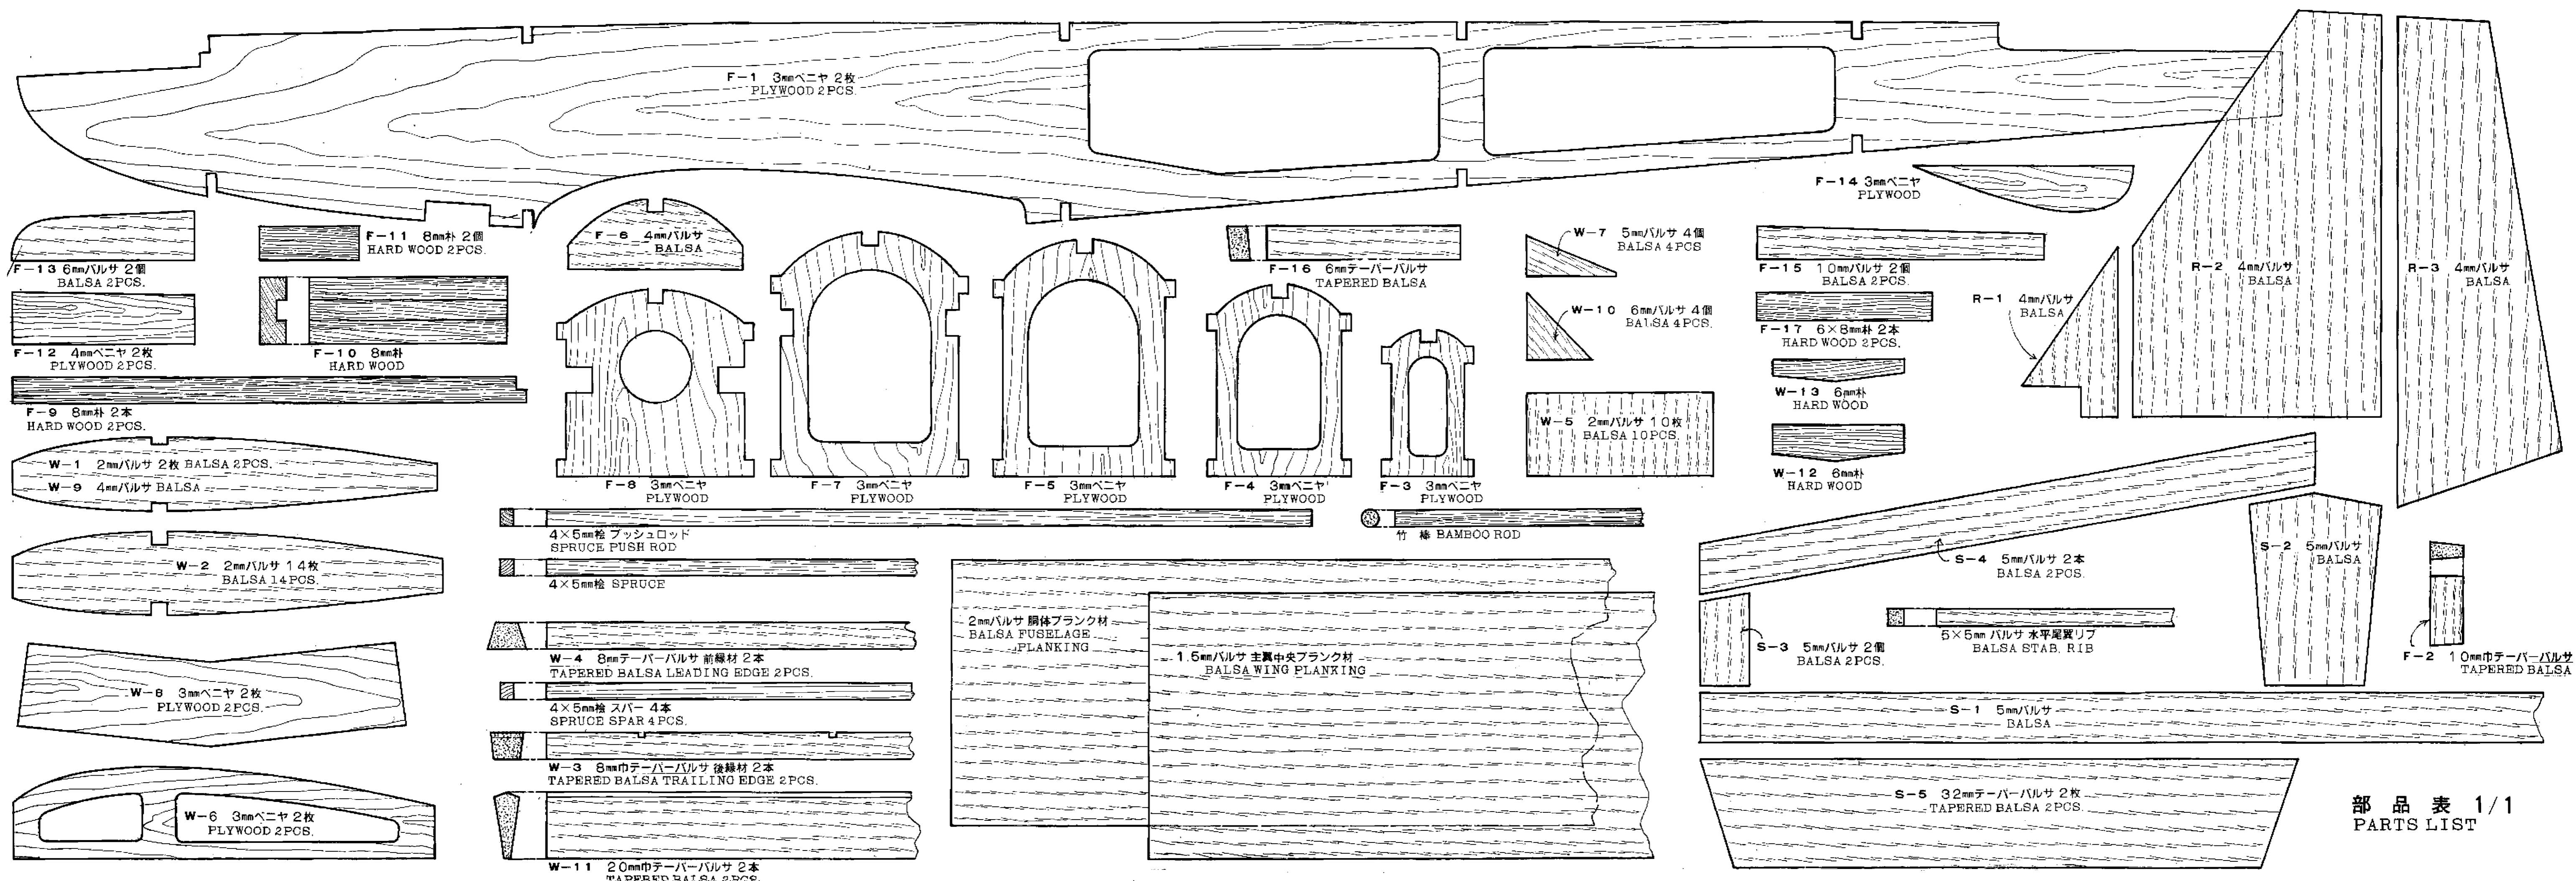 F-1 3mmベニヤ 2枚
PLYWOOD 2PCS.
F-14 3mmベニヤ
PLYWOOD
F-13 6mmバルサ 2個
BALSA 2PCS.
F-11 8mm朴 2個
HARD WOOD 2PCS.
F-6 4mmバルサ
BALSA
F-16 6mmテーパーバルサ
TAPERED BALSA
W-7 5mmバルサ 4個
BALSA 4PCS
F-15 10mmバルサ 2個
BALSA 2PCS.
R-2 4mmバルサ
BALSA
R-3 4mmバルサ
BALSA
R-1 4mmバルサ
BALSA
F-12 4mmベニヤ 2枚
PLYWOOD 2PCS.
F-10 8mm朴
HARD WOOD
W-10 6mmバルサ 4個
BALSA 4PCS.
F-17 6×8mm朴 2本
HARD WOOD 2PCS.
W-13 6mm朴
HARD WOOD
F-9 8mm朴 2本
HARD WOOD 2PCS.
W-5 2mmバルサ 10枚
BALSA 10PCS.
W-12 6mm朴
HARD WOOD
W-1 2mmバルサ 2枚 BALSA 2PCS.
W-9 4mmバルサ BALSA
F-8 3mmベニヤ
PLYWOOD
F-7 3mmベニヤ
PLYWOOD
F-5 3mmベニヤ
PLYWOOD
F-4 3mmベニヤ
PLYWOOD
F-3 3mmベニヤ
PLYWOOD
4×5mm桧 プッシュロッド
SPRUCE PUSH ROD
竹 棒 BAMBOO ROD
W-2 2mmバルサ 14枚
BALSA 14PCS.
4×5mm桧 SPRUCE
S-4 5mmバルサ 2本
BALSA 2PCS.
S-2 5mmバルサ
BALSA
2mmバルサ 胴体プランク材
BALSA FUSELAGE
PLANKING
1.5mmバルサ 主翼中央プランク材
BALSA WING PLANKING
S-3 5mmバルサ 2個
BALSA 2PCS.
5×5mm バルサ 水平尾翼リブ
BALSA STAB. RIB
F-2 10mm巾テーパーバルサ
TAPERED BALSA
W-4 8mmテーパーバルサ 前縁材 2本
TAPERED BALSA LEADING EDGE 2PCS.
W-8 3mmベニヤ 2枚
PLYWOOD 2PCS.
4×5mm桧 スパー 4本
SPRUCE SPAR 4PCS.
S-1 5mmバルサ
BALSA
W-3 8mm巾テーパーバルサ 後縁材 2本
TAPERED BALSA TRAILING EDGE 2PCS.
W-6 3mmベニヤ 2枚
PLYWOOD 2PCS.
S-5 32mmテーパーバルサ 2枚
TAPERED BALSA 2PCS.
W-11 20mm巾テーパーバルサ 2本
TAPERED BALSA 2PCS.
部 品 表 1/1
PARTS LIST